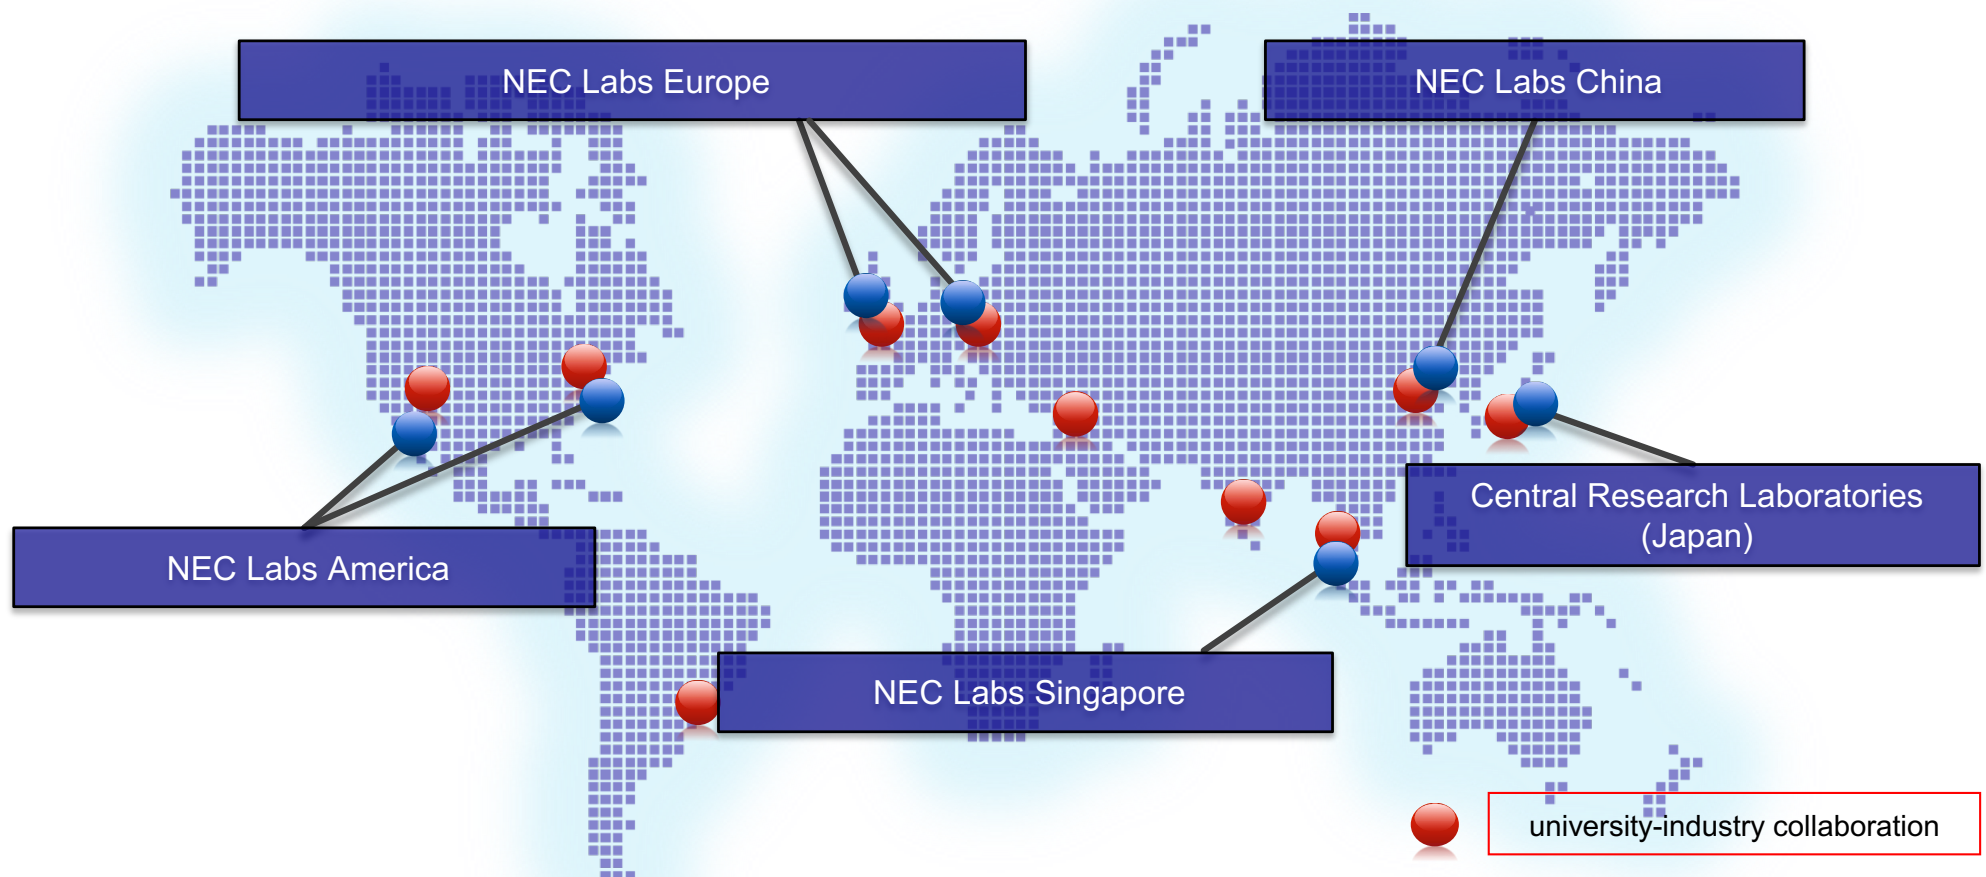 NEC Labs Europe
NEC Labs China
Central Research Laboratories
(Japan)
NEC Labs America
NEC Labs Singapore
university-industry collaboration